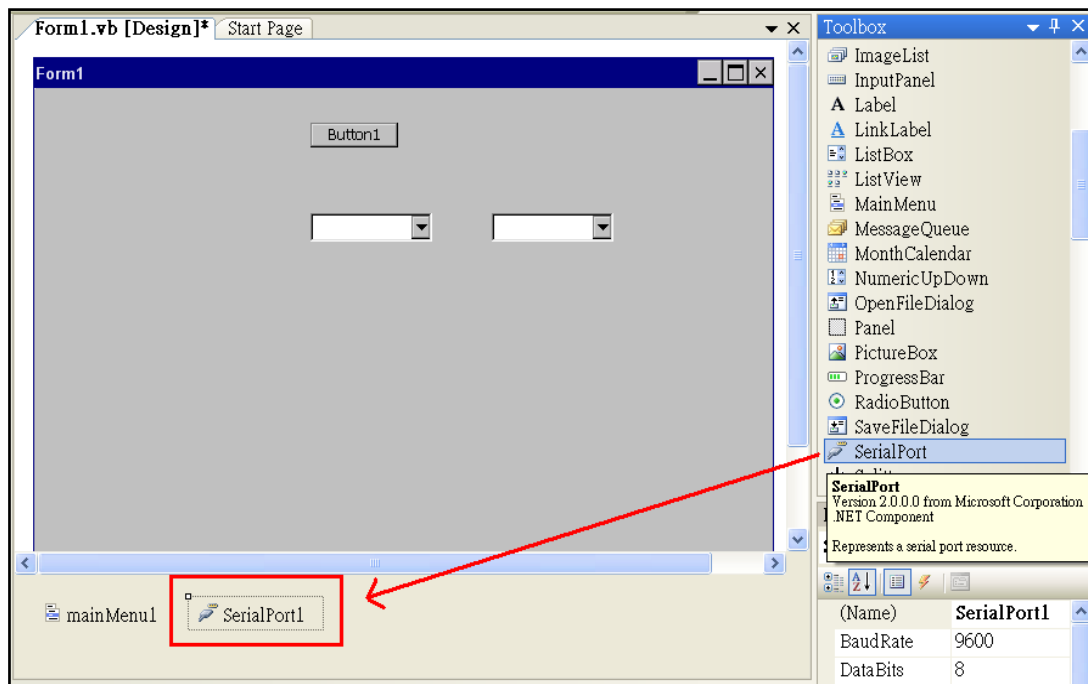 Form1.vb [Design]* Start Page
Form1
Button1
mainMenu1
SerialPort1
Toolbox
ImageList
InputPanel
A Label
A LinkLabel
ListBox
ListView
MainMenu
MessageQueue
MonthCalendar
NumericUpDown
OpenFileDialog
Panel
PictureBox
ProgressBar
RadioButton
SaveFileDialog
SerialPort
SerialPort
Version 2.0.0.0 from Microsoft Corporation
.NET Component
Represents a serial port resource.
(Name) SerialPort1
BaudRate 9600
DataBits 8